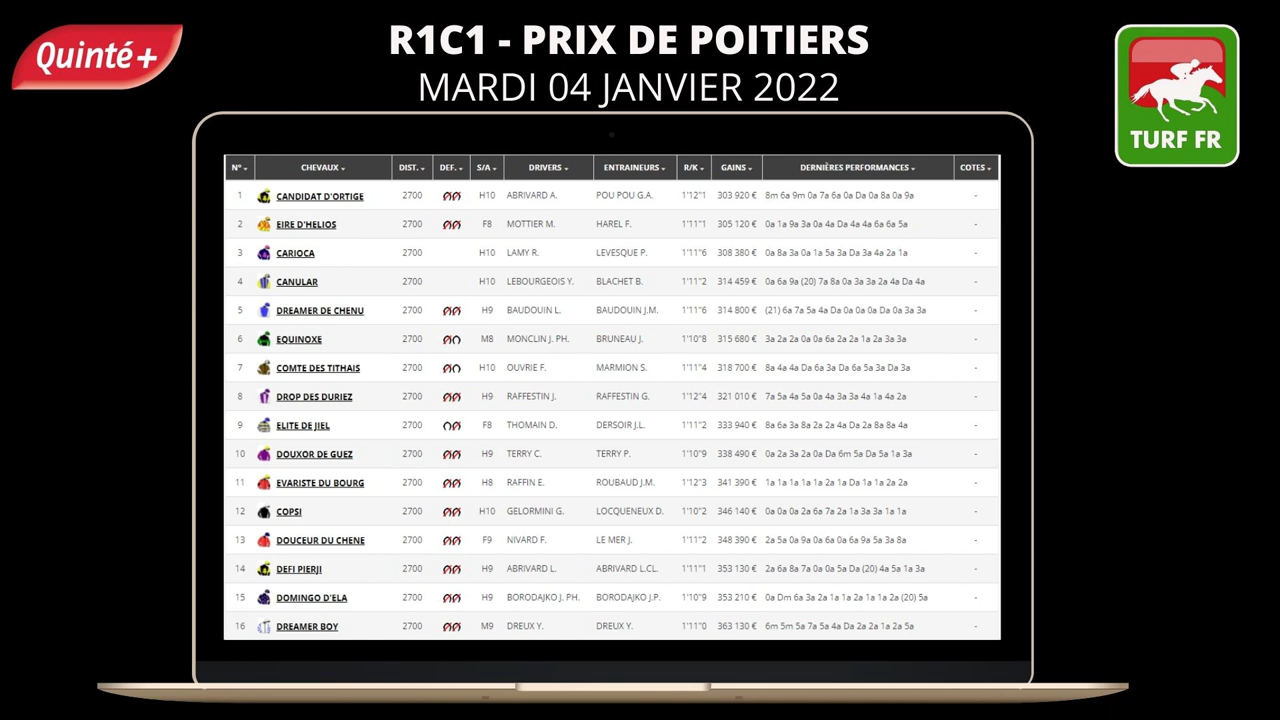 Quinté+
R1C1 - PRIX DE POITIERS
MARDI 04 JANVIER 2022
TURF FR
N° CHEVAUX DIST. DEF. S/A DRIVERS ENTRAINEURS R/K GAINS DERNIÈRES PERFORMANCES COTES
1 CANDIDAT D'ORTIGE 2700 H10 ABRIVARD A. POU POU G.A. 1'12"1 303 920 € 8m 6a 9m 0a 7a 6a 0a Da 0a 8a 0a 9a -
2 EIRE D'HELIOS 2700 F8 MOTTIER M. HAREL F. 1'11"1 305 120 € 0a 1a 9a 3a 0a 4a Da 4a 4a 6a 6a 5a -
3 CARIOCA 2700 H10 LAMY R. LEVESQUE P. 1'11"6 308 380 € 0a 8a 3a 0a 1a 5a 3a Da 3a 4a 2a 1a -
4 CANULAR 2700 H10 LEBOURGEOIS Y. BLACHET B. 1'11"2 314 459 € 0a 6a 9a (20) 7a 8a 0a 3a 3a 2a 4a Da 4a -
5 DREAMER DE CHENU 2700 H9 BAUDOUIN L. BAUDOUIN J.M. 1'11"6 314 800 € (21) 6a 7a 5a 4a Da 0a 0a 0a Da 0a 3a 3a -
6 EQUINOXE 2700 M8 MONCLIN J. PH. BRUNEAU J. 1'10"8 315 680 € 3a 2a 2a 0a 0a 6a 2a 2a 1a 2a 3a 3a -
7 COMTE DES TITHAIS 2700 H10 OUVRIE F. MARMION S. 1'11"4 318 700 € 8a 4a 4a Da 6a 3a Da 6a 5a 3a Da 3a -
8 DROP DES DURIEZ 2700 H9 RAFFESTIN J. RAFFESTIN G. 1'12"4 321 010 € 7a 5a 4a 5a 0a 4a 3a 3a 4a 1a 4a 2a -
9 ELITE DE JIEL 2700 F8 THOMAIN D. DERSOIR J.L. 1'11"2 333 940 € 8a 6a 3a 8a 2a 2a 4a Da 2a 8a 8a 4a -
10 DOUXOR DE GUEZ 2700 H9 TERRY C. TERRY P. 1'10"9 338 490 € 0a 2a 3a 2a 0a Da 6m 5a Da 5a 1a 3a -
11 EVARISTE DU BOURG 2700 H8 RAFFIN E. ROUBAUD J.M. 1'12"3 341 390 € 1a 1a 1a 1a 1a 2a 1a Da 1a 1a 2a 2a -
12 COPSI 2700 H10 GELORMINI G. LOCQUENEUX D. 1'10"2 346 140 € 0a 0a 0a 2a 6a 7a 2a 1a 3a 3a 1a 1a -
13 DOUCEUR DU CHENE 2700 F9 NIVARD F. LE MER J. 1'11"2 348 390 € 2a 5a 0a 9a 0a 6a 0a 6a 9a 5a 3a 8a -
14 DEFI PIERJI 2700 H9 ABRIVARD L. ABRIVARD L.CL. 1'11"1 353 130 € 2a 6a 8a 7a 0a 0a 5a Da (20) 4a 5a 1a 3a -
15 DOMINGO D'ELA 2700 H9 BORODAJKO J. PH. BORODAJKO J.P. 1'10"9 353 210 € 0a Dm 6a 3a 2a 1a 1a 2a 1a 1a 2a (20) 5a -
16 DREAMER BOY 2700 M9 DREUX Y. DREUX Y. 1'11"0 363 130 € 6m 5m 5a 7a 5a 4a Da 2a 2a 1a 2a 5a -